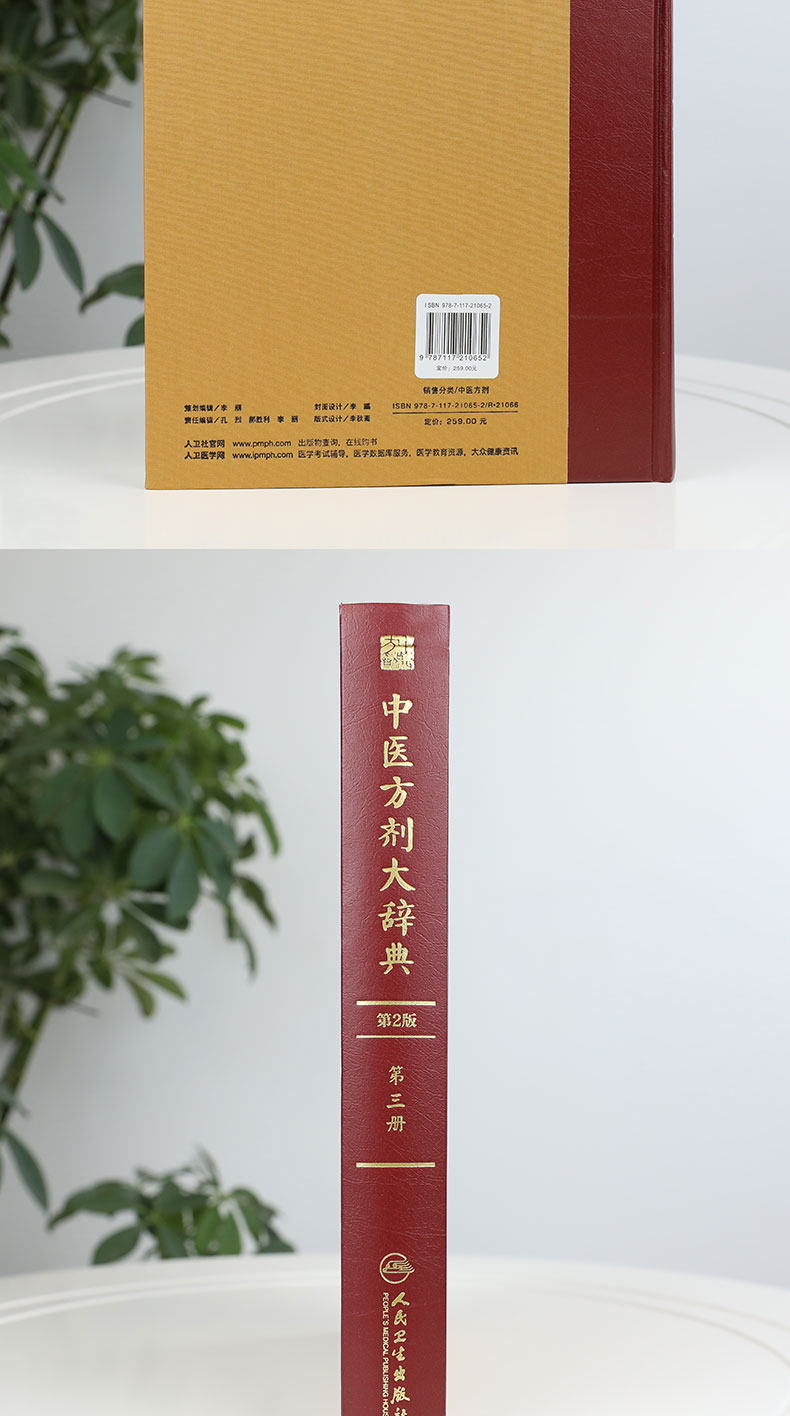 ISBN 978-7-117-21065-2
9 787117 210652
定价：259.00元
销售分类/中医方剂
策划编辑/李 丽 封面设计/李 蹊
ISBN 978-7-117-21065-2/R·21066
责任编辑/孔 烈 郝胜利 李 丽 版式设计/李秋斋
定价：259.00 元
人卫社官网 www.pmph.com 出版物查询，在线购书
人卫医学网 www.ipmph.com 医学考试辅导，医学数据库服务，医学教育资源，大众健康资讯
中医方剂大辞典
第2版
第三册
人民卫生出版社
PEOPLE'S MEDICAL PUBLISHING HOUS